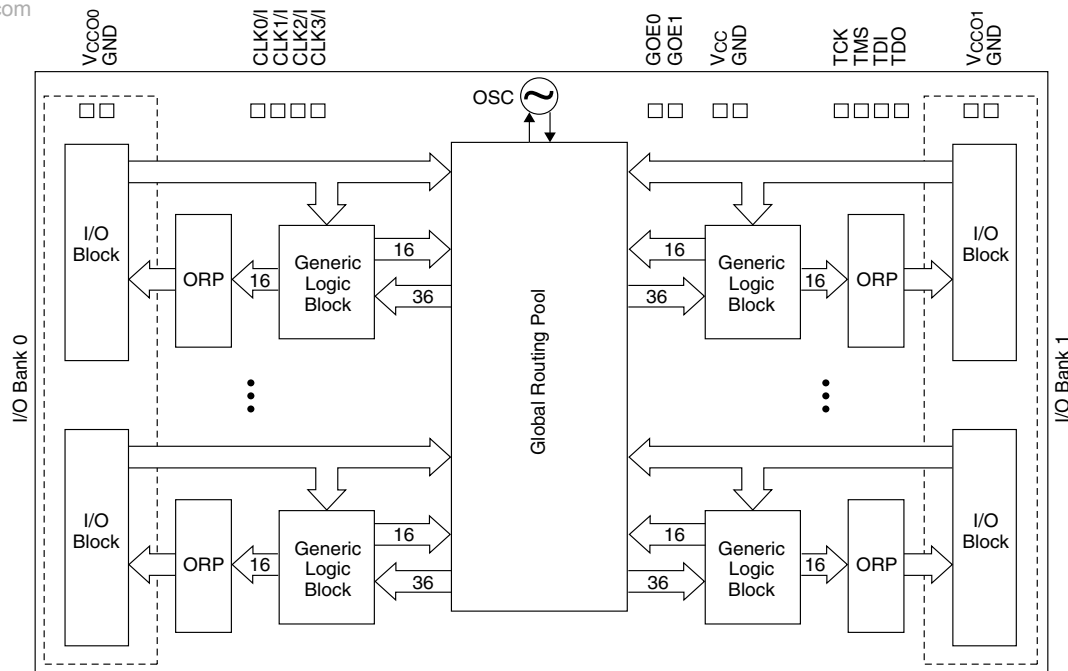 com
VCCO0
GND
CLK0/I
CLK1/I
CLK2/I
CLK3/I
GOE0
GOE1
VCC
GND
TCK
TMS
TDI
TDO
VCCO1
GND
OSC
I/O Bank 0
I/O
Block
ORP
16
Generic
Logic
Block
16
36
Global Routing Pool
16
36
Generic
Logic
Block
16
ORP
I/O
Block
I/O Bank 1
I/O
Block
ORP
16
Generic
Logic
Block
16
36
16
36
Generic
Logic
Block
16
ORP
I/O
Block